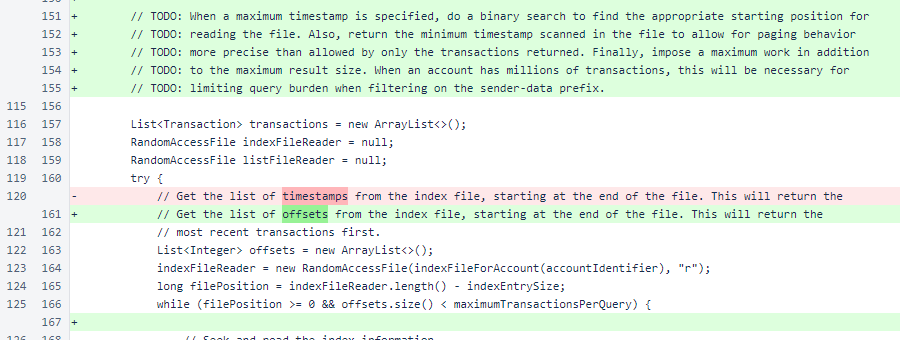 151 + // TODO: When a maximum timestamp is specified, do a binary search to find the appropriate starting position for
152 + // TODO: reading the file. Also, return the minimum timestamp scanned in the file to allow for paging behavior
153 + // TODO: more precise than allowed by only the transactions returned. Finally, impose a maximum work in addition
154 + // TODO: to the maximum result size. When an account has millions of transactions, this will be necessary for
155 + // TODO: limiting query burden when filtering on the sender-data prefix.
115 156
116 157 List<Transaction> transactions = new ArrayList<>();
117 158 RandomAccessFile indexFileReader = null;
118 159 RandomAccessFile listFileReader = null;
119 160 try {
120 - // Get the list of timestamps from the index file, starting at the end of the file. This will return the
161 + // Get the list of offsets from the index file, starting at the end of the file. This will return the
121 162 // most recent transactions first.
122 163 List<Integer> offsets = new ArrayList<>();
123 164 indexFileReader = new RandomAccessFile(indexFileForAccount(accountIdentifier), "r");
124 165 long filePosition = indexFileReader.length() - indexEntrySize;
125 166 while (filePosition >= 0 && offsets.size() < maximumTransactionsPerQuery) {
167 +
126 168 // Seek and read the index information